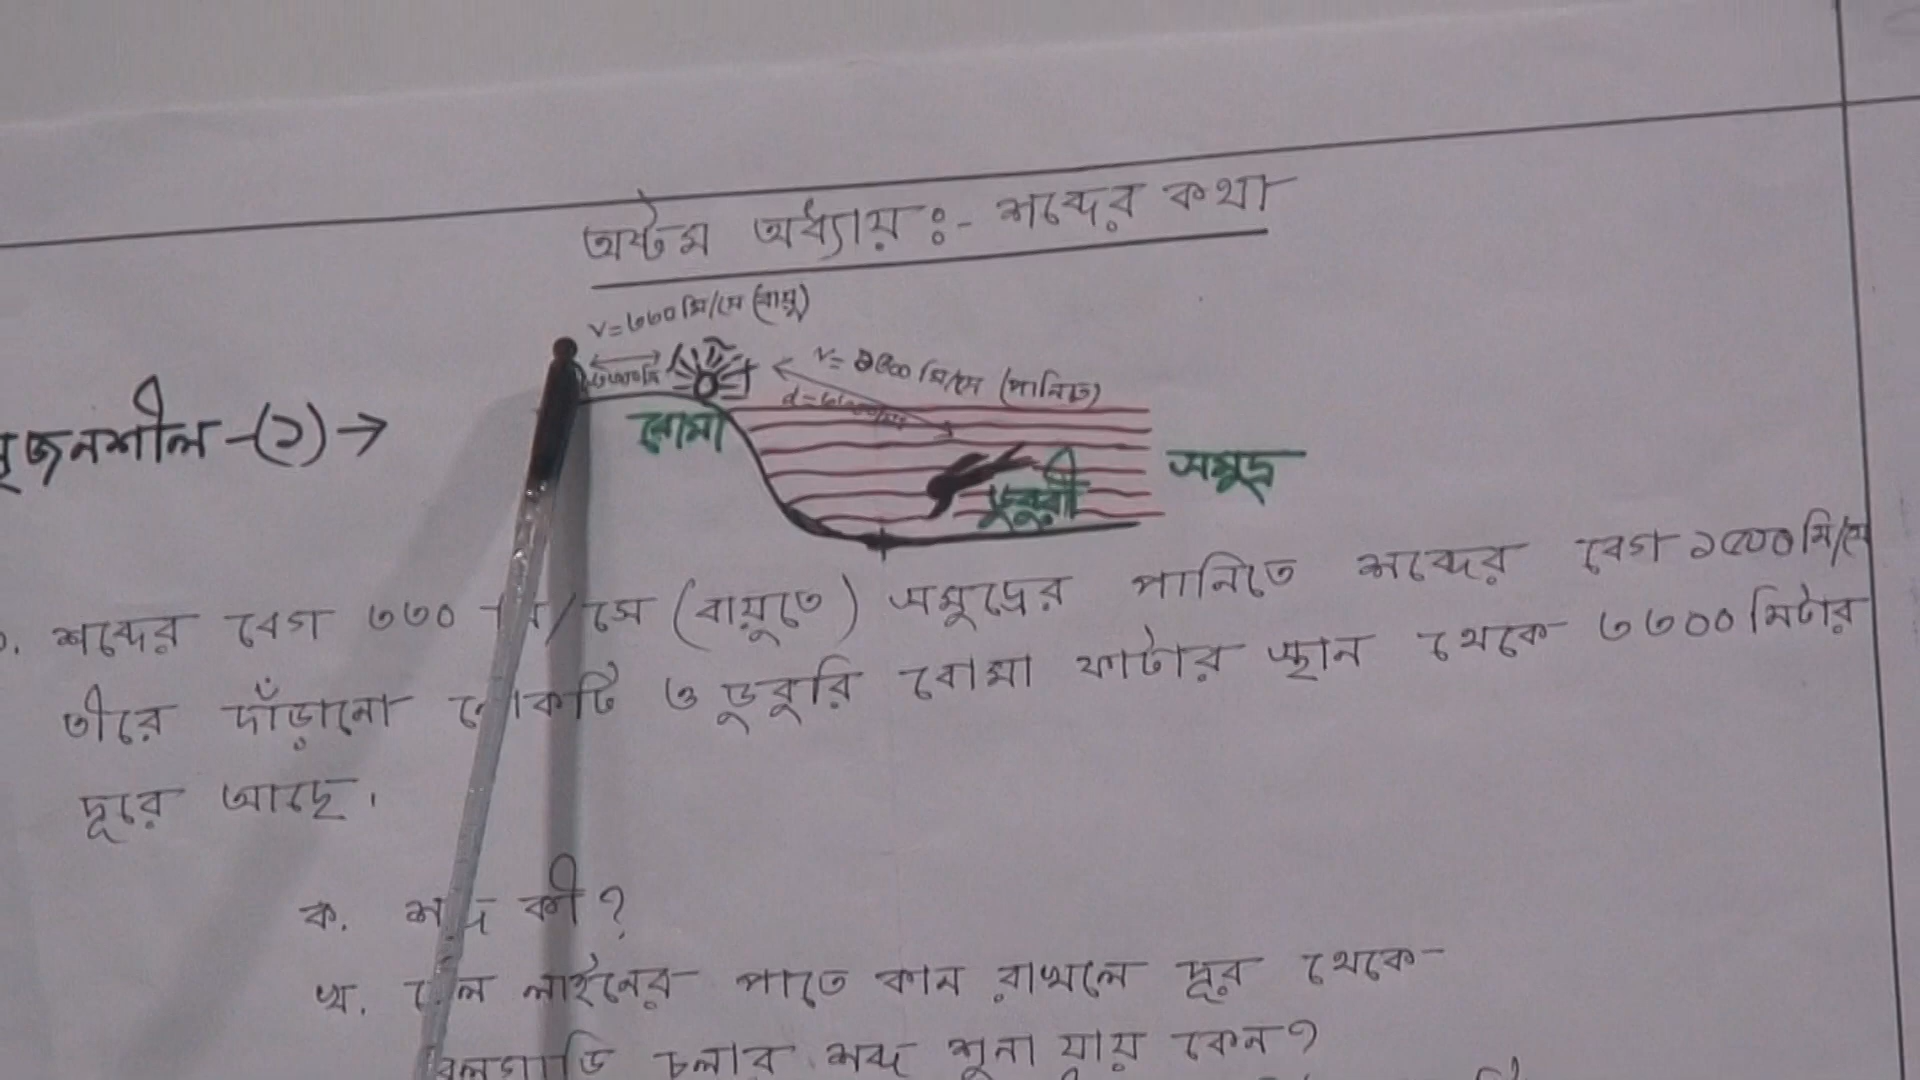 অষ্টম অধ্যায়ঃ- শব্দের কথা
v=৩৩০ মি/সে (বায়ু)
v= ১৫০০ মি/সে (পানিতে)
বোমা
সৃজনশীল-(১)→
ডুবুরী
সমুদ্র
শব্দের বেগ ৩৩০ মি/সে (বায়ুতে) সমুদ্রের পানিতে শব্দের বেগ ১৫০০ মি/সে
তীরে দাঁড়ানো লোকটি ও ডুবুরি বোমা ফাটার স্থান থেকে ৩৩০০ মিটার
দূরে আছে।
ক. শব্দ কী?
খ. রেল লাইনের পাতে কান রাখলে দূর থেকে-
রেলগাড়ি চলার শব্দ শুনা যায় কেন?